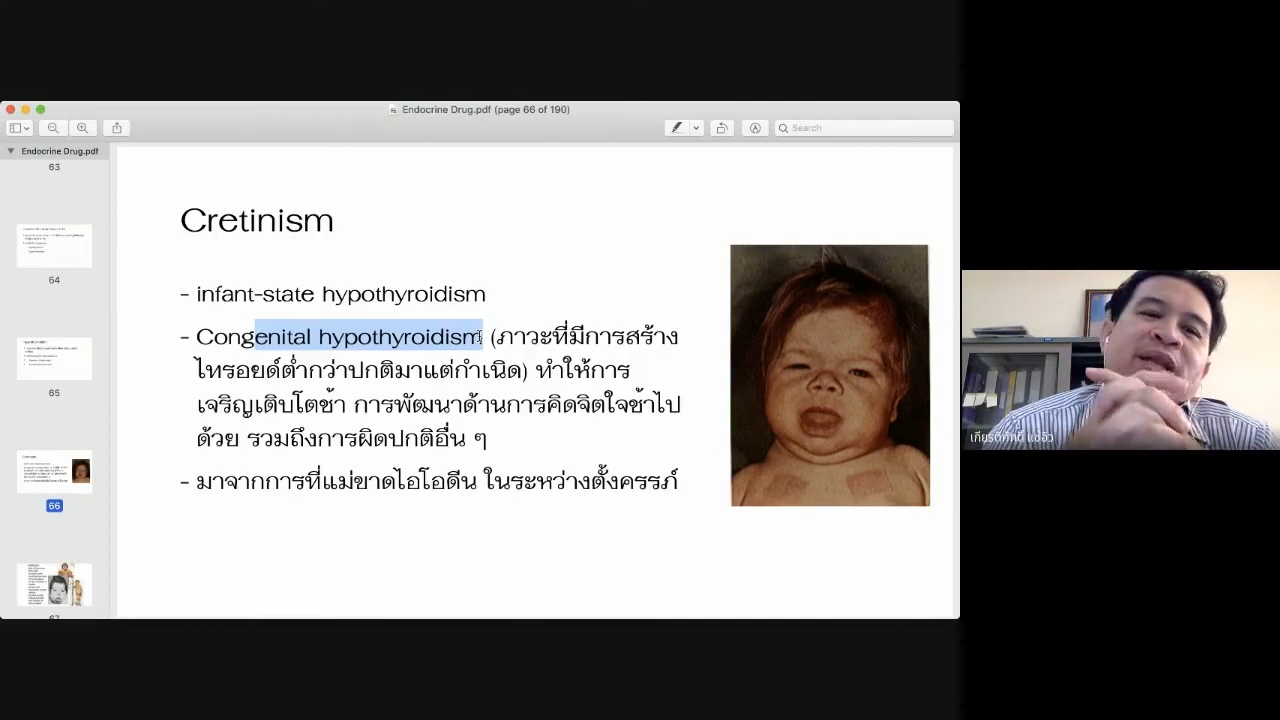 Endocrine Drug.pdf (page 66 of 190)
Search
Endocrine Drug.pdf
63
64
65
66
Cretinism
- infant-state hypothyroidism
- Congenital hypothyroidism (ภาวะที่มีการสร้าง
ไทรอยด์ต่ำกว่าปกติมาแต่กำเนิด) ทำให้การ
เจริญเติบโตช้า การพัฒนาด้านการคิดจิตใจช้าไป
ด้วย รวมถึงการผิดปกติอื่น ๆ
- มาจากการที่แม่ขาดไอโอดีน ในระหว่างตั้งครรภ์
เกียรติศักดิ์ แซ่อิ๋ว